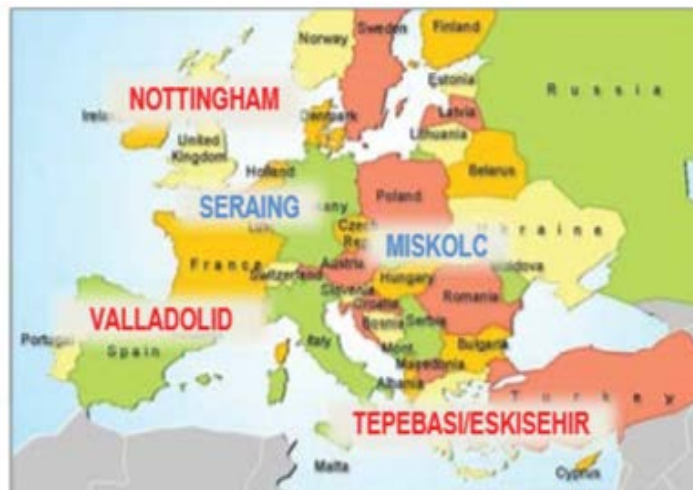 Norway
Sweden
Finland
Estonia
Russia
NOTTINGHAM
Latvia
Denmark
Lithuania
United
Kingdom
Holland
Belarus
Poland
SERAING
Czech
Ukraine
MISKOLC
Moldova
France
Switzerland
Austria
Hungary
Slovenia
Romania
Croatia
VALLADOLID
Bosnia
Serbia
Portugal
Spain
Italy
Mont.
Bulgaria
Macedonia
Albania
Turkey
TEPEBASI/ESKISEHIR
Malta
Cyprus